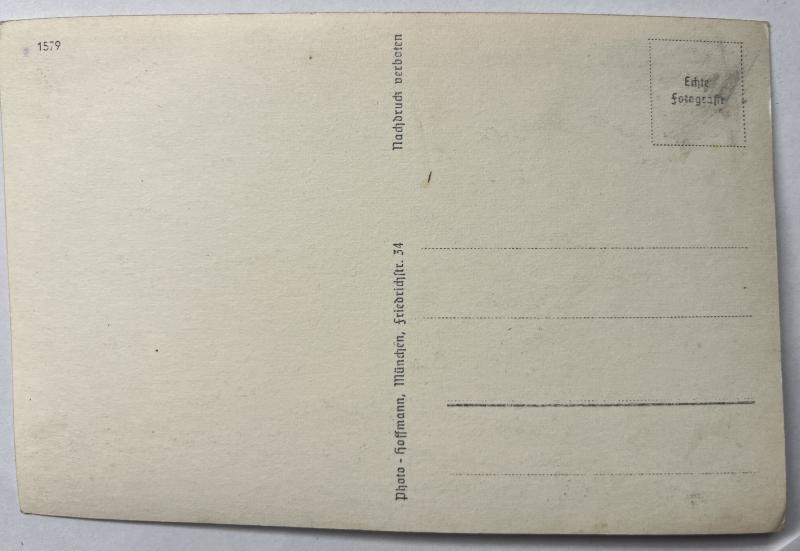 1579
Photo - Hoffmann, München, Friedrichstr. 34 Nachdruck verboten
Echte
Fotografie